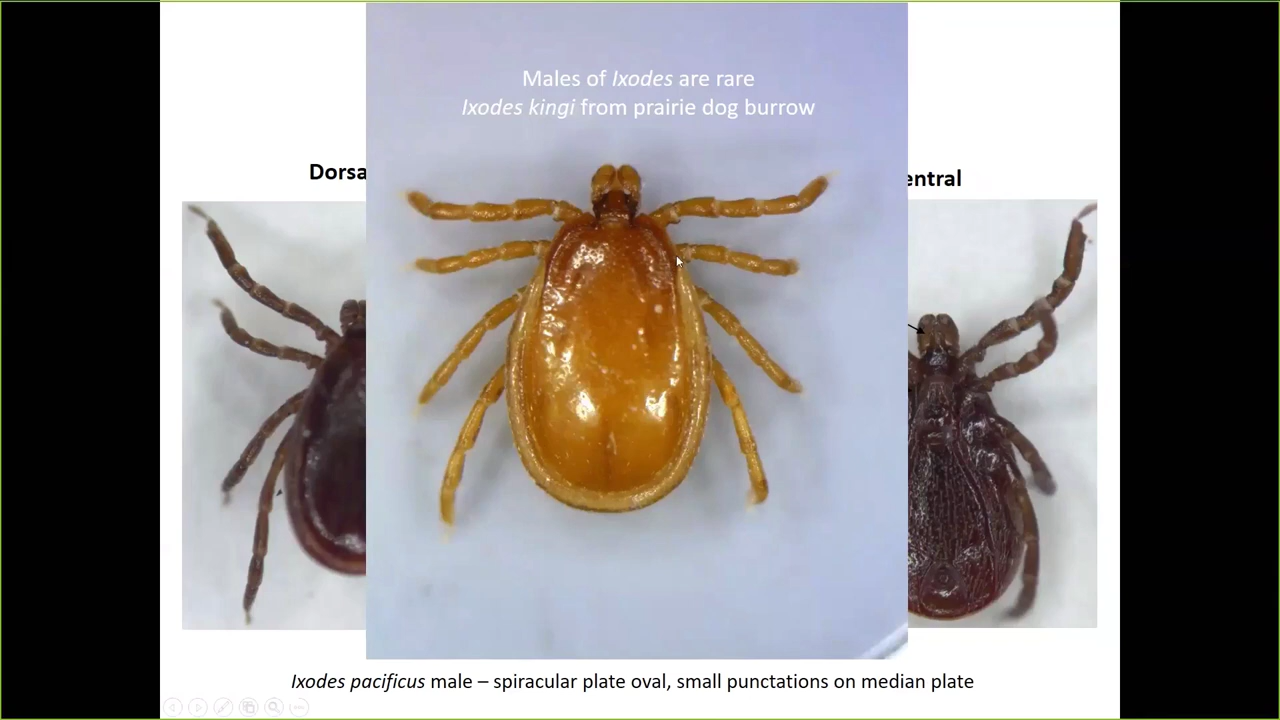 Males of Ixodes are rare
Ixodes kingi from prairie dog burrow
Dorsa
entral
Ixodes pacificus male – spiracular plate oval, small punctations on median plate